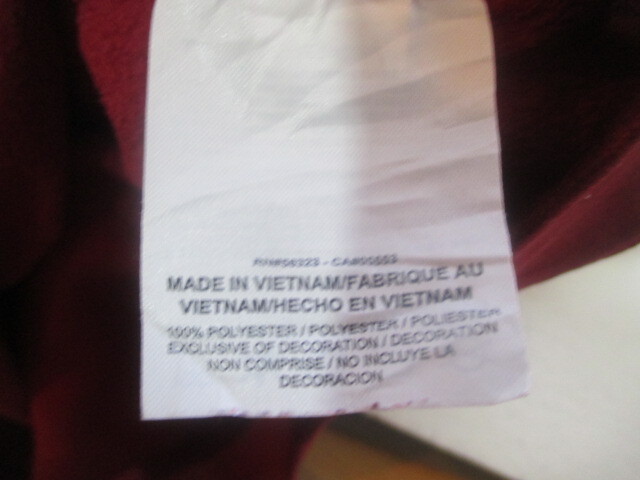 MADE IN VIETNAM/FABRIQUE AU
VIETNAM/HECHO EN VIETNAM
100% POLYESTER / POLYESTER / POLIESTER
EXCLUSIVE OF DECORATION / DECORATION
NON COMPRISE / NO INCLUYE LA
DECORACION